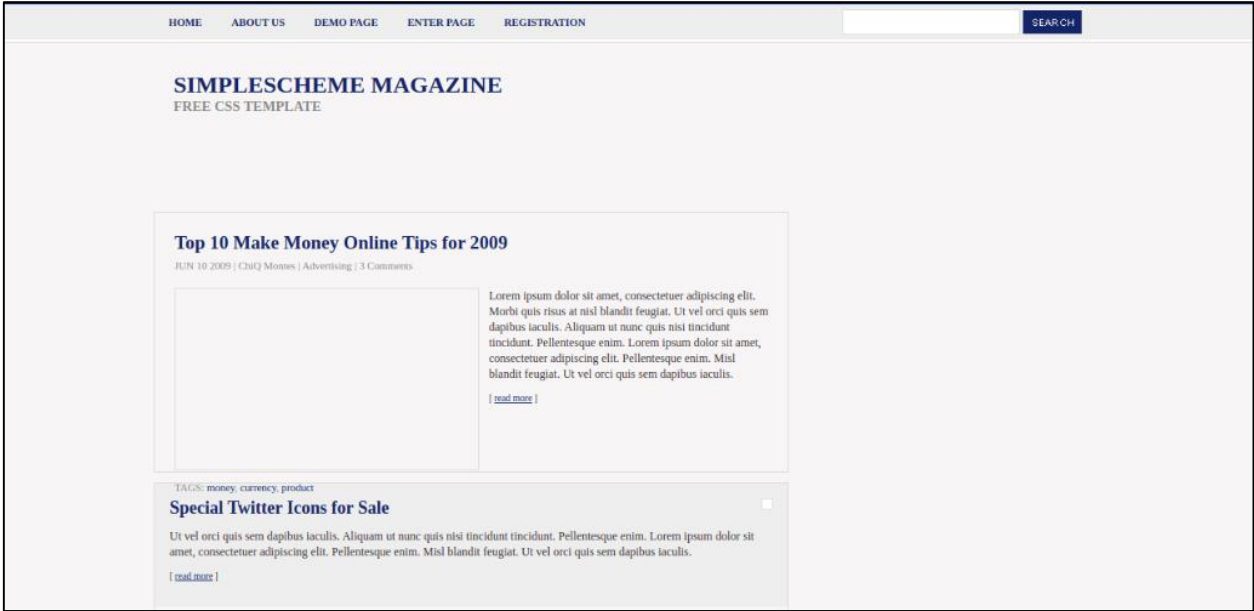 HOME ABOUT US DEMO PAGE ENTER PAGE REGISTRATION SEARCH
SIMPLESCHEME MAGAZINE
FREE CSS TEMPLATE
Top 10 Make Money Online Tips for 2009
JUN 10 2009 | ChiQ Montes | Advertising | 3 Comments
Lorem ipsum dolor sit amet, consectetuer adipiscing elit.
Morbi quis risus at nisl blandit feugiat. Ut vel orci quis sem
dapibus iaculis. Aliquam ut nunc quis nisi tincidunt
tincidunt. Pellentesque enim. Lorem ipsum dolor sit amet,
consectetuer adipiscing elit. Pellentesque enim. Misl
blandit feugiat. Ut vel orci quis sem dapibus iaculis.
[ read more ]
TAGS: money, currency, product
Special Twitter Icons for Sale
Ut vel orci quis sem dapibus iaculis. Aliquam ut nunc quis nisi tincidunt tincidunt. Pellentesque enim. Lorem ipsum dolor sit
amet, consectetuer adipiscing elit. Pellentesque enim. Misl blandit feugiat. Ut vel orci quis sem dapibus iaculis.
[ read more ]